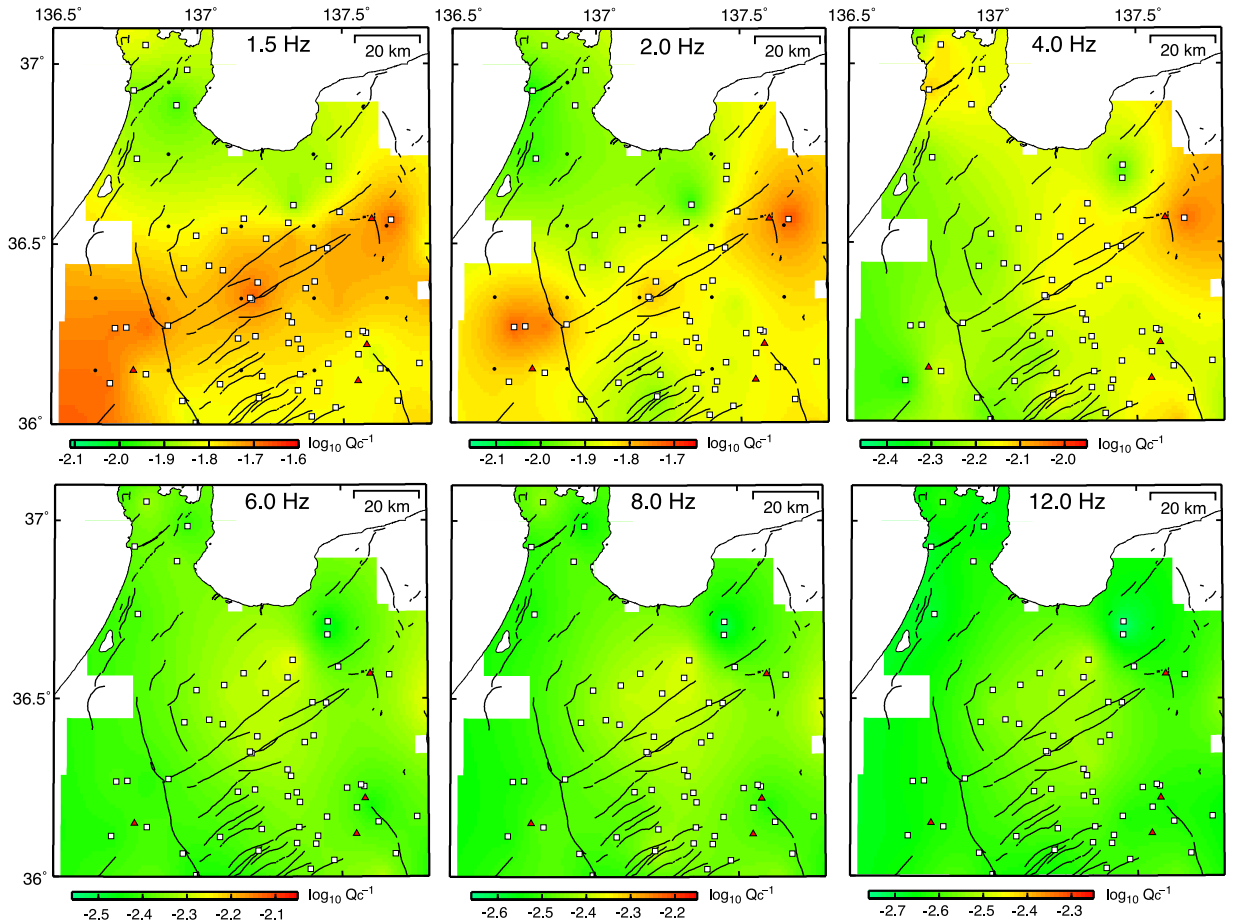 136.5° 137° 137.5° 136.5° 137° 137.5° 136.5° 137° 137.5°
1.5 Hz 20 km 2.0 Hz 20 km 4.0 Hz 20 km
37°
36.5°
36°
-2.1 -2.0 -1.9 -1.8 -1.7 -1.6 log10 Qc−1
-2.1 -2.0 -1.9 -1.8 -1.7 log10 Qc−1
-2.4 -2.3 -2.2 -2.1 -2.0 log10 Qc−1
6.0 Hz 20 km 8.0 Hz 20 km 12.0 Hz 20 km
37°
36.5°
36°
-2.5 -2.4 -2.3 -2.2 -2.1 log10 Qc−1
-2.6 -2.5 -2.4 -2.3 -2.2 log10 Qc−1
-2.7 -2.6 -2.5 -2.4 -2.3 log10 Qc−1